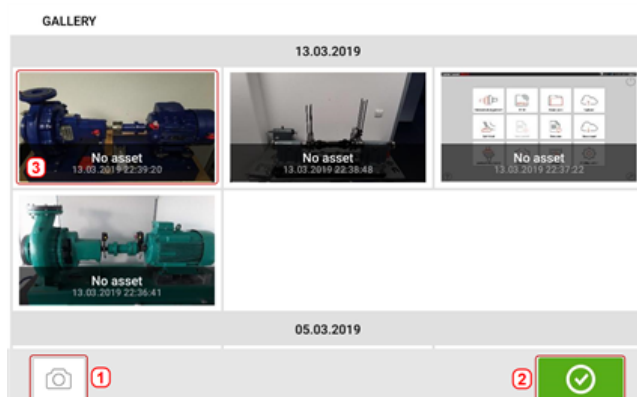 GALLERY
13.03.2019
No asset
13.03.2019 22:39:20
3
No asset
13.03.2019 22:38:48
No asset
13.03.2019 22:37:22
No asset
13.03.2019 22:36:41
05.03.2019
1
2